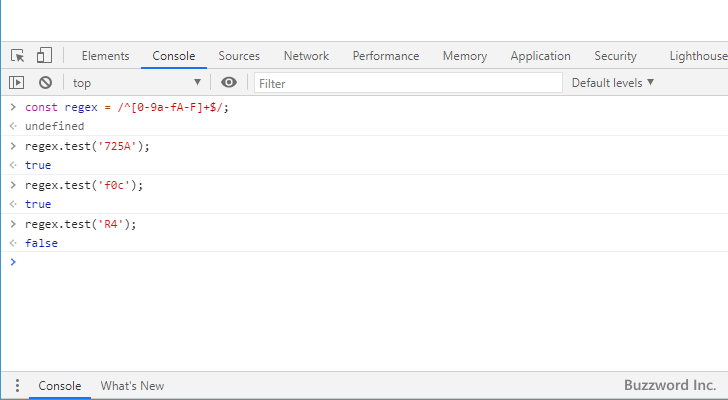 Elements Console Sources Network Performance Memory Application Security Lighthouse
top Filter Default levels
const regex = /^[0-9a-fA-F]+$/;
undefined
regex.test('725A');
true
regex.test('f0c');
true
regex.test('R4');
false
Console What's New
Buzzword Inc.